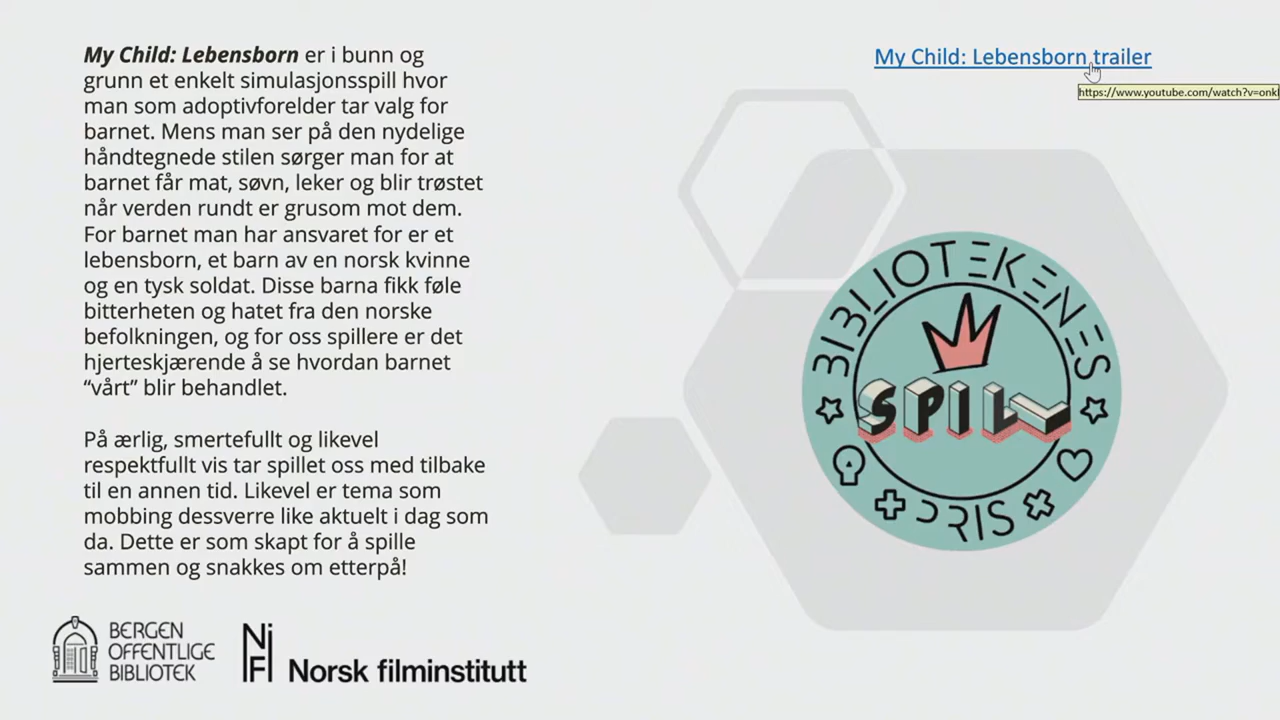 My Child: Lebensborn er i bunn og
grunn et enkelt simulasjonsspill hvor
man som adoptivforelder tar valg for
barnet. Mens man ser på den nydelige
håndtegnede stilen sørger man for at
barnet får mat, søvn, leker og blir trøstet
når verden rundt er grusom mot dem.
For barnet man har ansvaret for er et
lebensborn, et barn av en norsk kvinne
og en tysk soldat. Disse barna fikk føle
bitterheten og hatet fra den norske
befolkningen, og for oss spillere er det
hjerteskjærende å se hvordan barnet
“vårt” blir behandlet.
På ærlig, smertefullt og likevel
respektfullt vis tar spillet oss med tilbake
til en annen tid. Likevel er tema som
mobbing dessverre like aktuelt i dag som
da. Dette er som skapt for å spille
sammen og snakkes om etterpå!
My Child: Lebensborn trailer
https://www.youtube.com/watch?v=onkl
BIBLIOTEKENES
SPILL
PRIS
BERGEN
OFFENTLIGE
BIBLIOTEK
NiFI
Norsk filminstitutt